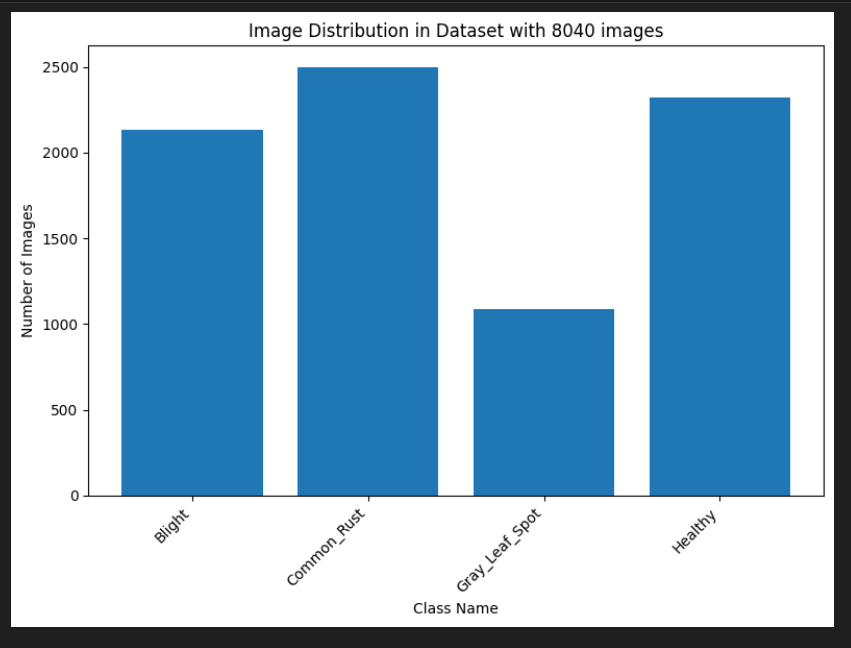 Image Distribution in Dataset with 8040 images
Number of Images
2500
2000
1500
1000
500
0
Blight
Common_Rust
Gray_Leaf_Spot
Healthy
Class Name